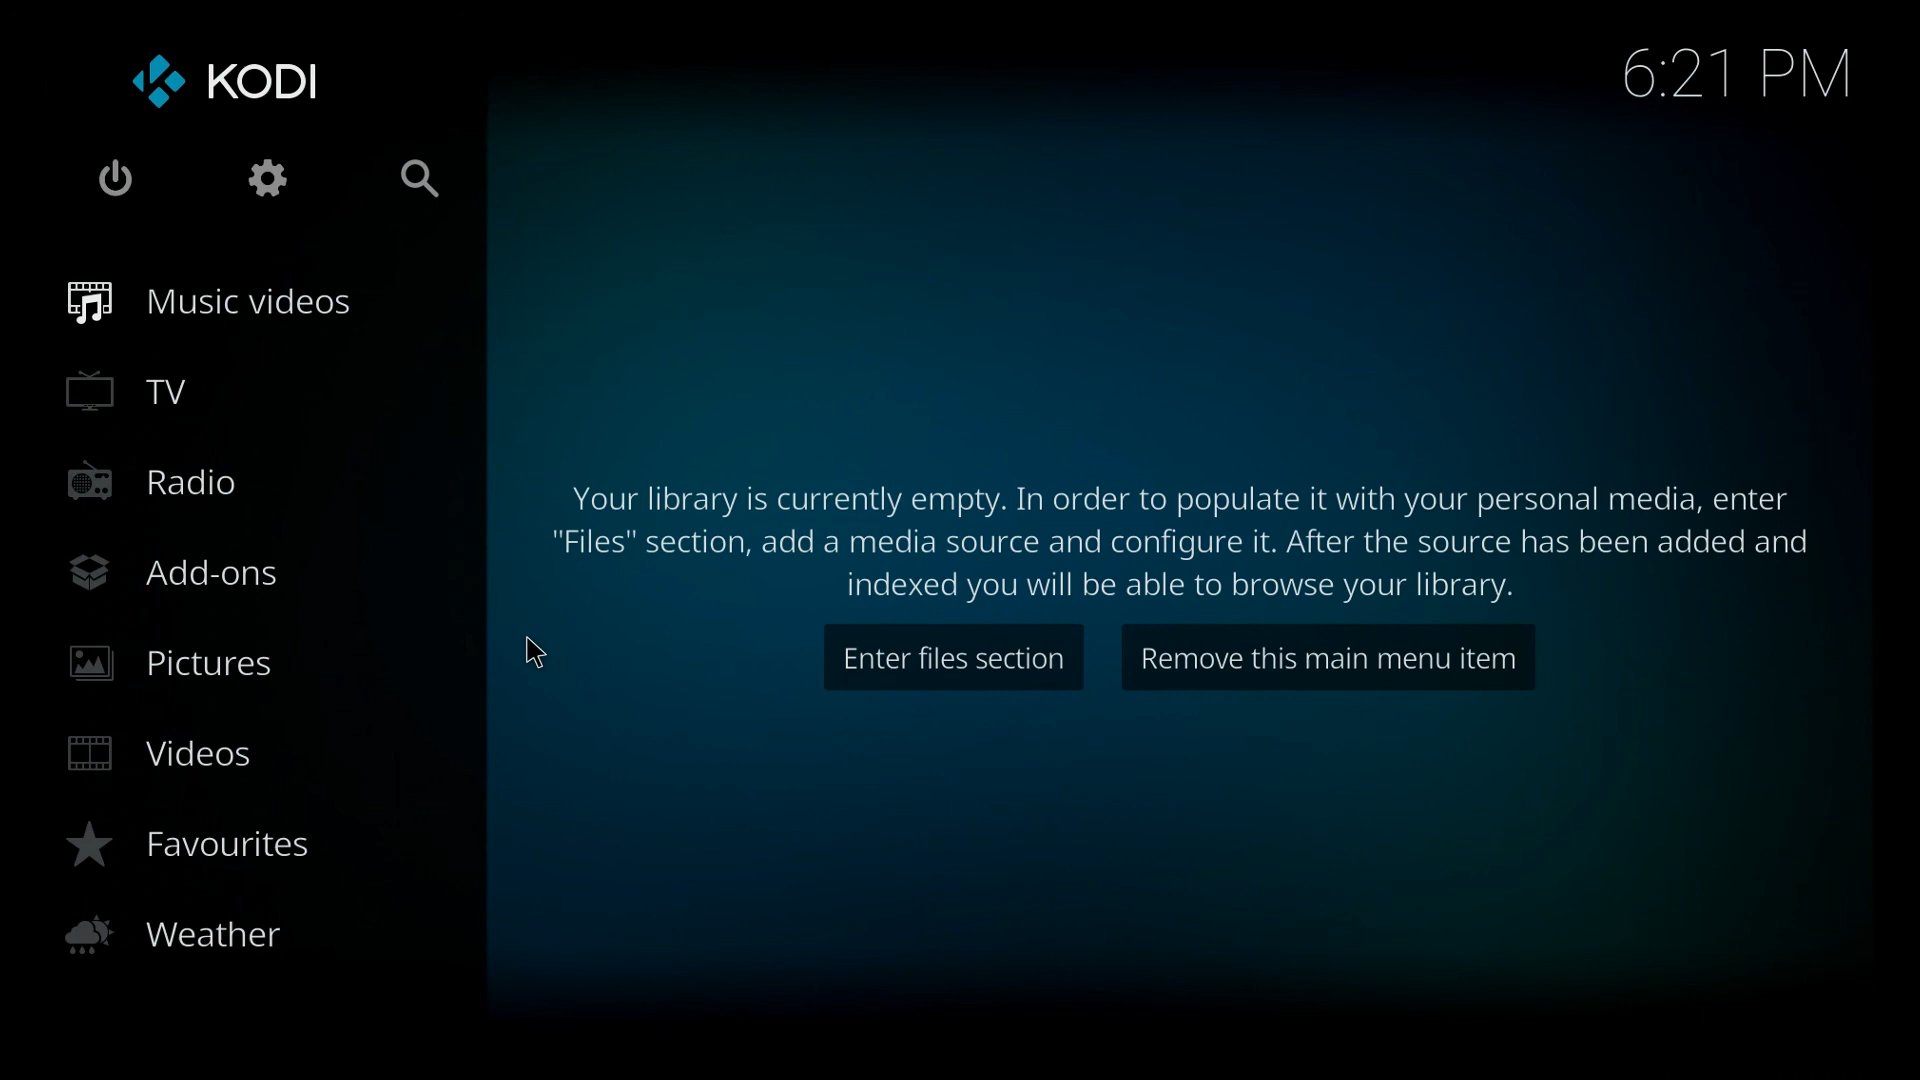 KODI
6:21 PM
Music videos
TV
Radio
Add-ons
Pictures
Videos
Favourites
Weather
Your library is currently empty. In order to populate it with your personal media, enter
"Files" section, add a media source and configure it. After the source has been added and
indexed you will be able to browse your library.
Enter files section
Remove this main menu item